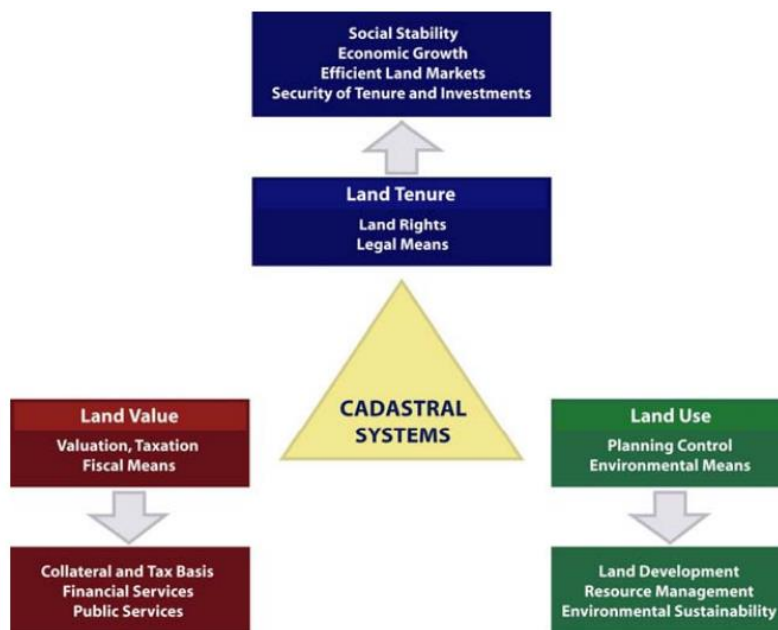 Social Stability
Economic Growth
Efficient Land Markets
Security of Tenure and Investments
Land Tenure
Land Rights
Legal Means
CADASTRAL
SYSTEMS
Land Value
Valuation, Taxation
Fiscal Means
Collateral and Tax Basis
Financial Services
Public Services
Land Use
Planning Control
Environmental Means
Land Development
Resource Management
Environmental Sustainability